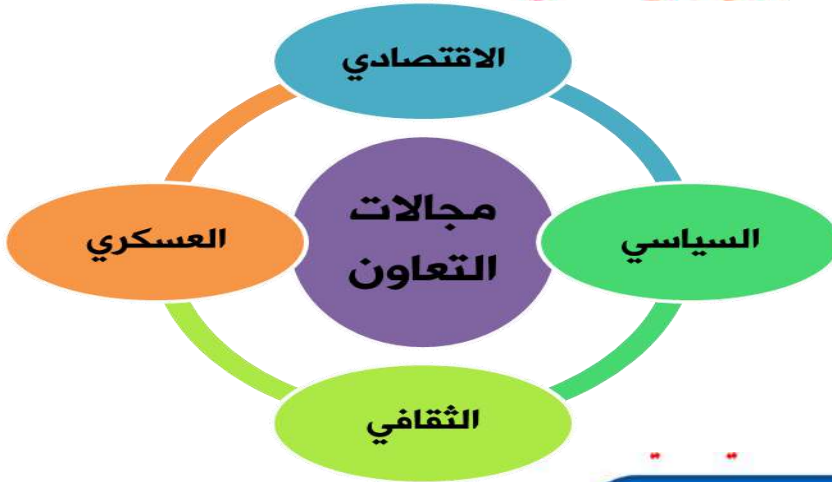 الاقتصادي
مجالات
التعاون
السياسي
العسكري
الثقافي